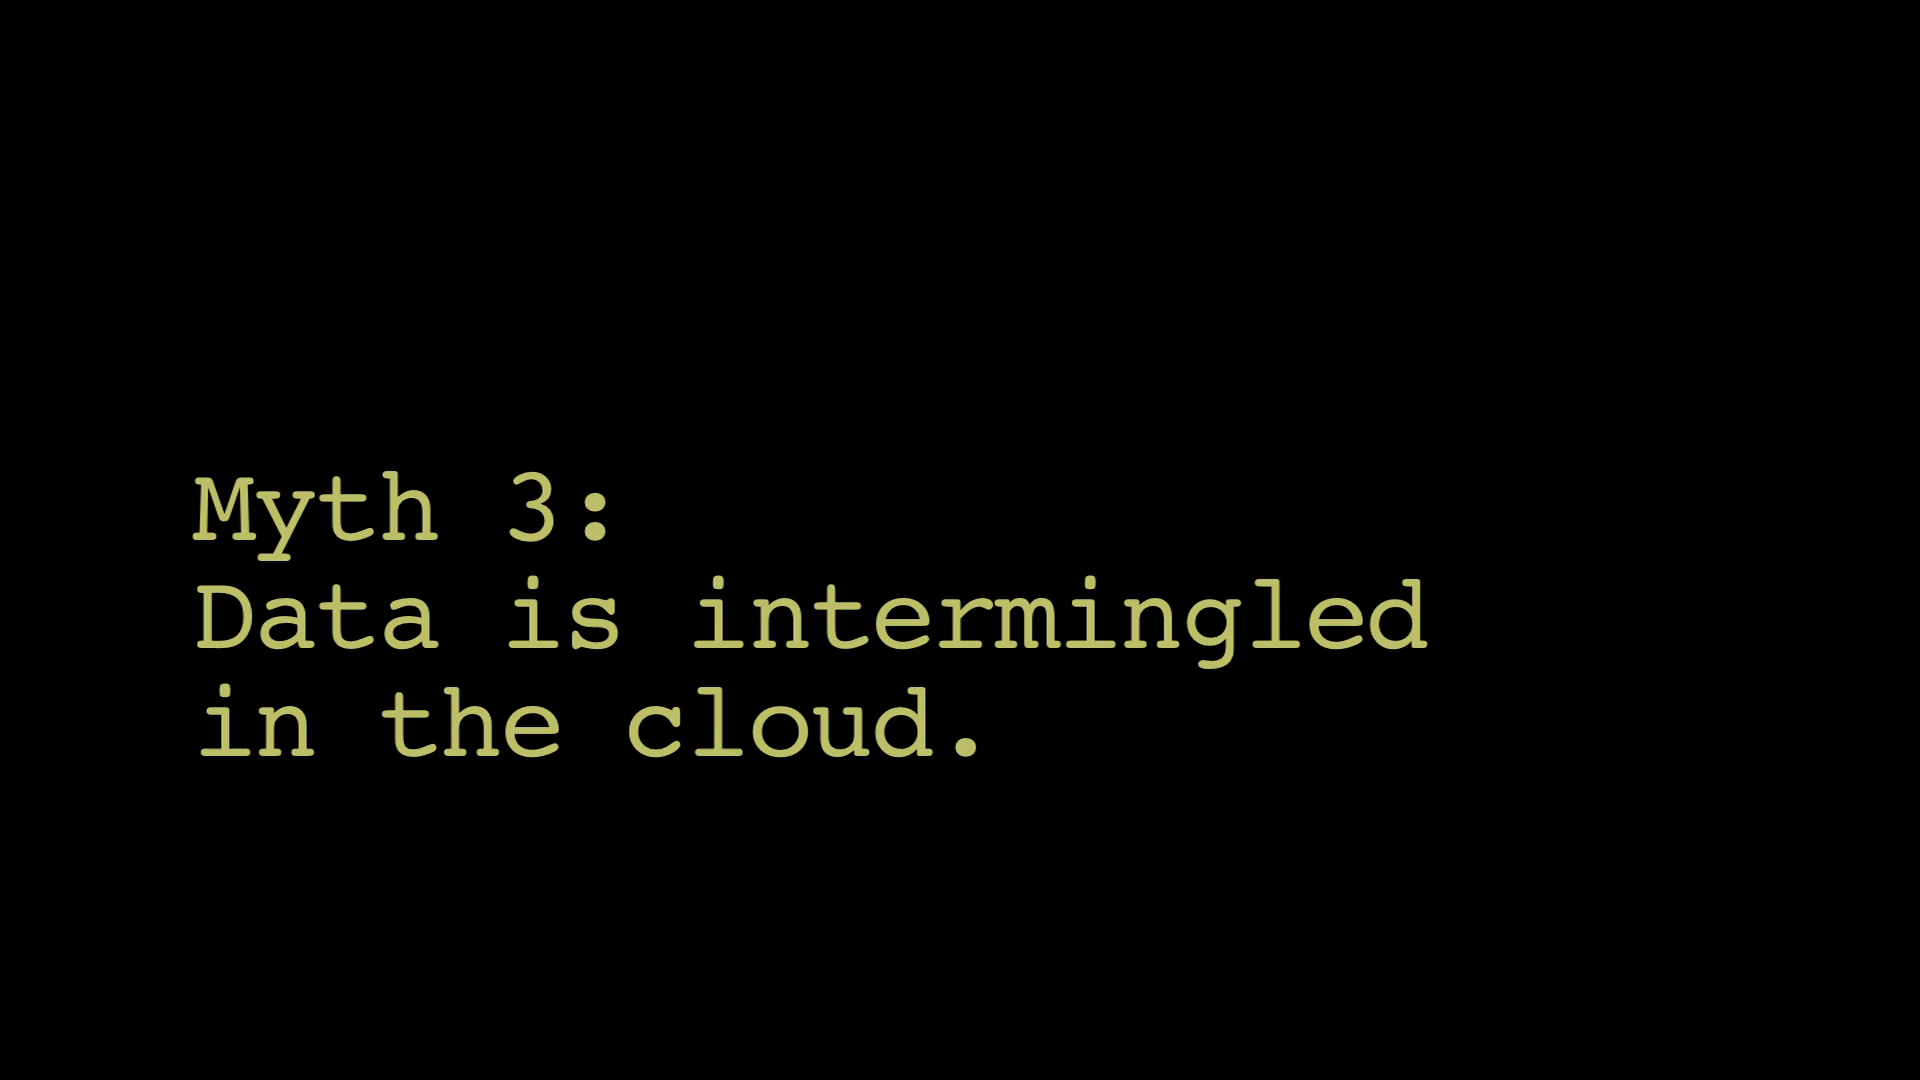 Myth 3:
Data is intermingled
in the cloud.